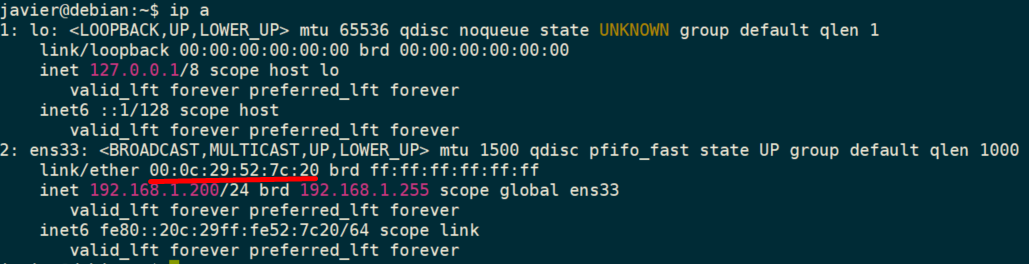 javier@debian:~$ ip a
1: lo: <LOOPBACK,UP,LOWER_UP> mtu 65536 qdisc noqueue state UNKNOWN group default qlen 1
link/loopback 00:00:00:00:00:00 brd 00:00:00:00:00:00
inet 127.0.0.1/8 scope host lo
valid_lft forever preferred_lft forever
inet6 ::1/128 scope host
valid_lft forever preferred_lft forever
2: ens33: <BROADCAST,MULTICAST,UP,LOWER_UP> mtu 1500 qdisc pfifo_fast state UP group default qlen 1000
link/ether 00:0c:29:52:7c:20 brd ff:ff:ff:ff:ff:ff
inet 192.168.1.200/24 brd 192.168.1.255 scope global ens33
valid_lft forever preferred_lft forever
inet6 fe80::20c:29ff:fe52:7c20/64 scope link
valid_lft forever preferred_lft forever